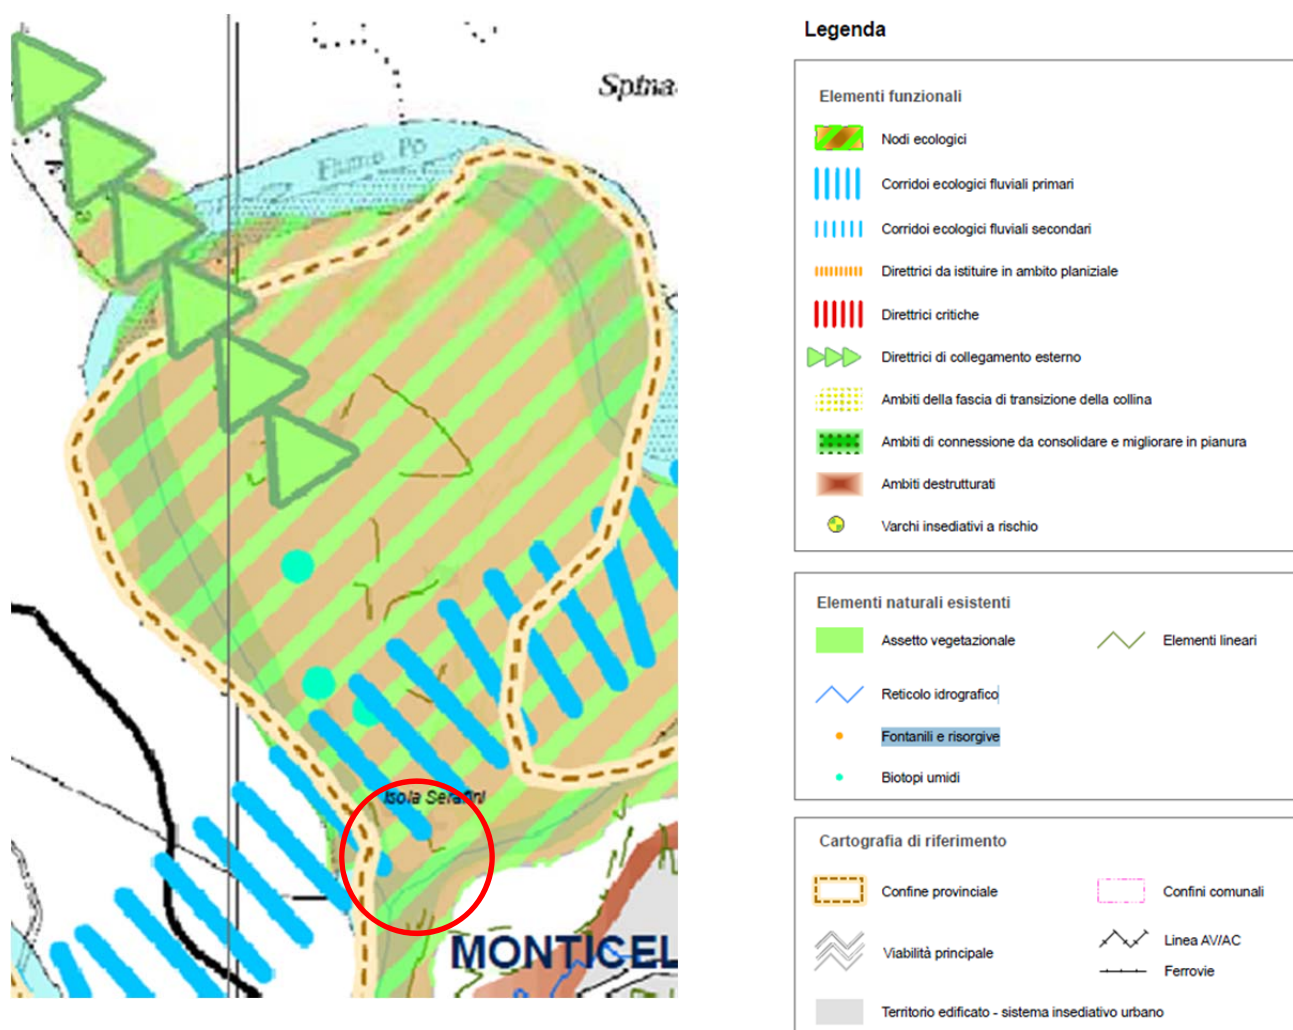 Spina
Fiume Po
Isola Serafini
MONTICEL
Legenda
Elementi funzionali
Nodi ecologici
Corridoi ecologici fluviali primari
Corridoi ecologici fluviali secondari
Direttrici da istituire in ambito planiziale
Direttrici critiche
Direttrici di collegamento esterno
Ambiti della fascia di transizione della collina
Ambiti di connessione da consolidare e migliorare in pianura
Ambiti destrutturati
Varchi insediativi a rischio
Elementi naturali esistenti
Assetto vegetazionale
Elementi lineari
Reticolo idrografico
Fontanili e risorgive
Biotopi umidi
Cartografia di riferimento
Confine provinciale
Confini comunali
Viabilità principale
Linea AV/AC
Ferrovie
Territorio edificato - sistema insediativo urbano